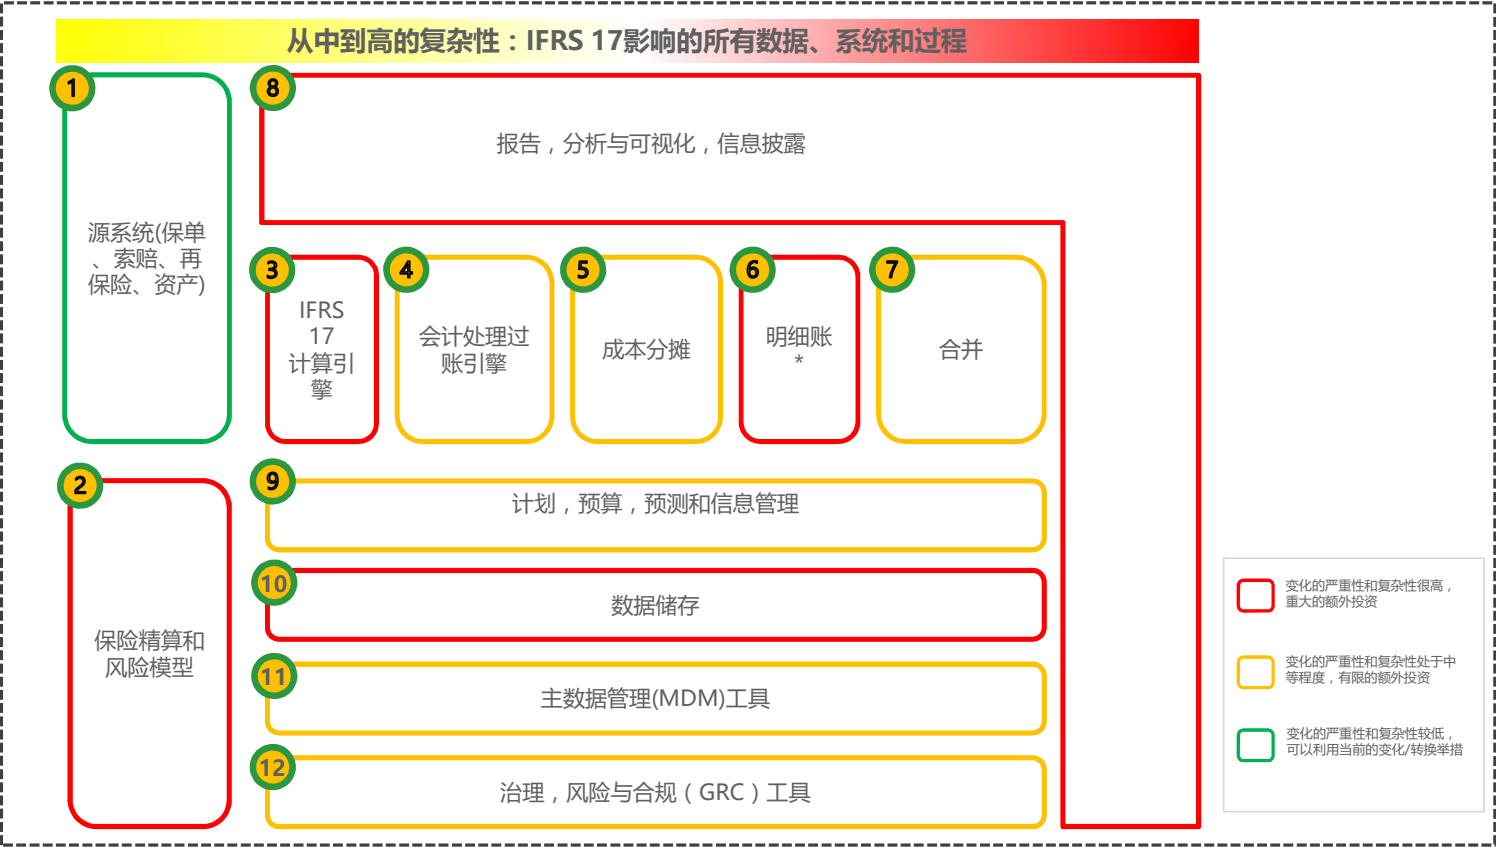 从中到高的复杂性：IFRS 17影响的所有数据、系统和过程
1
源系统(保单
、索赔、再
保险、资产)
8
报告，分析与可视化，信息披露
3
IFRS
17
计算引
擎
4
会计处理过
账引擎
5
成本分摊
6
明细账
*
7
合并
2
保险精算和
风险模型
9
计划，预算，预测和信息管理
10
数据储存
11
主数据管理(MDM)工具
12
治理，风险与合规（GRC）工具
变化的严重性和复杂性很高，
重大的额外投资
变化的严重性和复杂性处于中
等程度，有限的额外投资
变化的严重性和复杂性较低，
可以利用当前的变化/转换举措